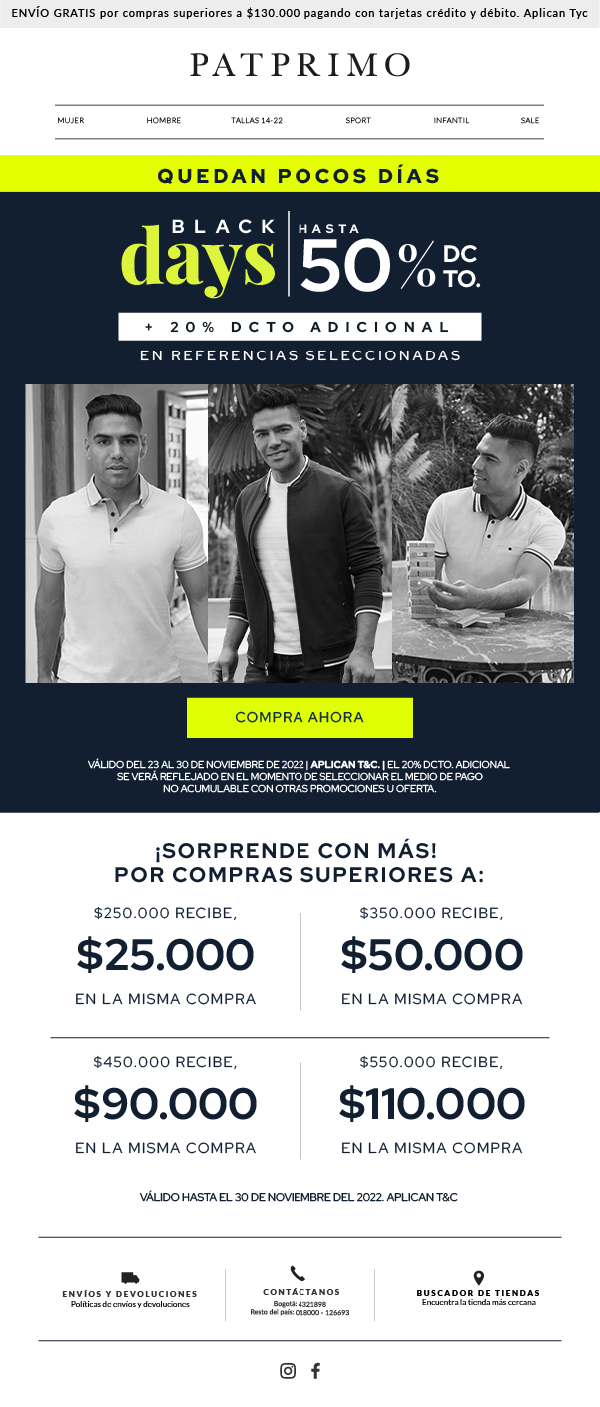 ENVÍO GRATIS por compras superiores a $130.000 pagando con tarjetas crédito y débito. Aplican Tyc
PATPRIMO
MUJER HOMBRE TALLAS 14-22 SPORT INFANTIL SALE
QUEDAN POCOS DÍAS
BLACK
days
HASTA
50% DC
TO.
+ 20% DCTO ADICIONAL
EN REFERENCIAS SELECCIONADAS
COMPRA AHORA
VÁLIDO DEL 23 AL 30 DE NOVIEMBRE DE 2022 | APLICAN T&C. | EL 20% DCTO. ADICIONAL
SE VERÁ REFLEJADO EN EL MOMENTO DE SELECCIONAR EL MEDIO DE PAGO
NO ACUMULABLE CON OTRAS PROMOCIONES U OFERTA.
¡SORPRENDE CON MÁS!
POR COMPRAS SUPERIORES A:
$250.000 RECIBE,
$25.000
EN LA MISMA COMPRA
$350.000 RECIBE,
$50.000
EN LA MISMA COMPRA
$450.000 RECIBE,
$90.000
EN LA MISMA COMPRA
$550.000 RECIBE,
$110.000
EN LA MISMA COMPRA
VÁLIDO HASTA EL 30 DE NOVIEMBRE DEL 2022. APLICAN T&C
ENVÍOS Y DEVOLUCIONES
Políticas de envíos y devoluciones
CONTÁCTANOS
Bogotá: 4321898
Resto del país: 018000 - 126693
BUSCADOR DE TIENDAS
Encuentra la tienda más cercana